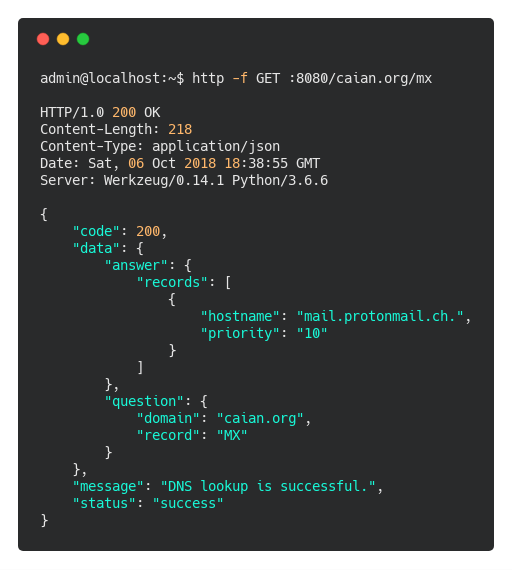 admin@localhost:~$ http -f GET :8080/caian.org/mx
HTTP/1.0 200 OK
Content-Length: 218
Content-Type: application/json
Date: Sat, 06 Oct 2018 18:38:55 GMT
Server: Werkzeug/0.14.1 Python/3.6.6
{
    "code": 200,
    "data": {
        "answer": {
            "records": [
                {
                    "hostname": "mail.protonmail.ch.",
                    "priority": "10"
                }
            ]
        },
        "question": {
            "domain": "caian.org",
            "record": "MX"
        }
    },
    "message": "DNS lookup is successful.",
    "status": "success"
}